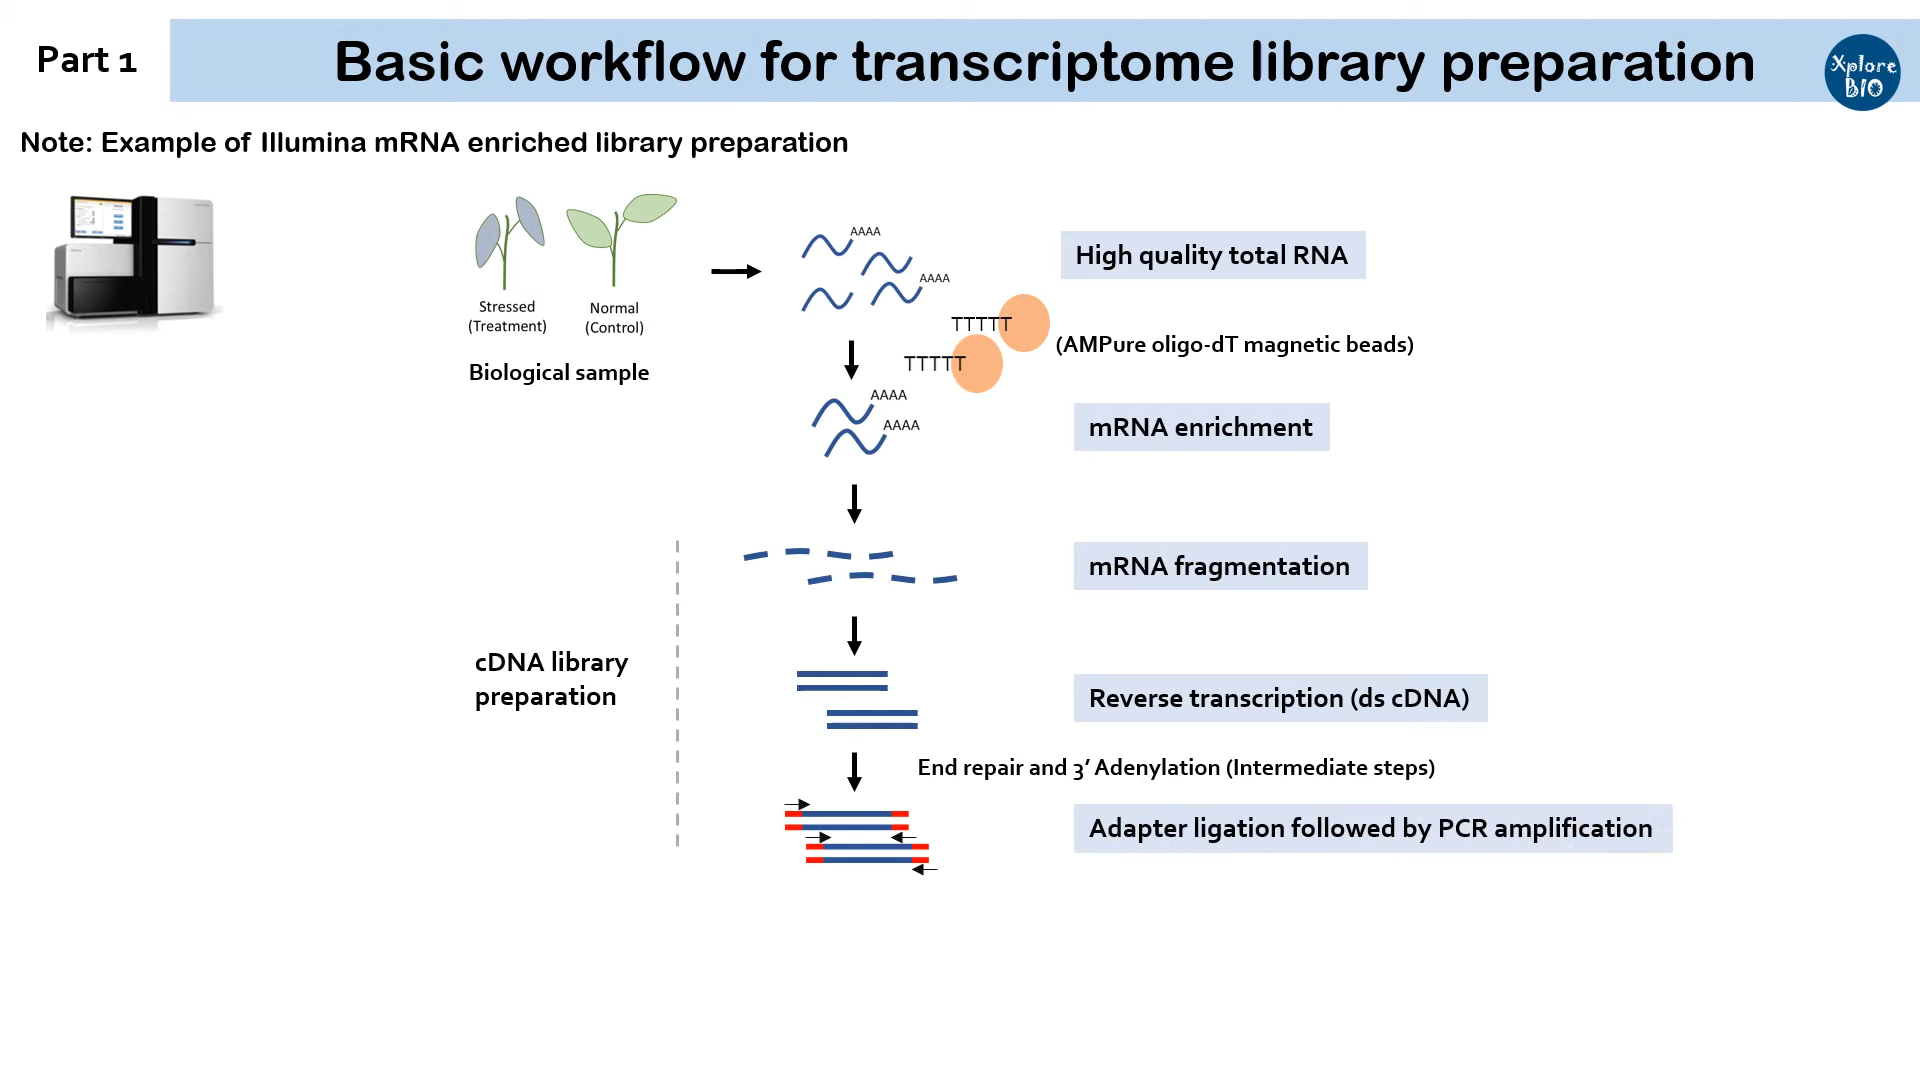 Part 1
Basic workflow for transcriptome library preparation
Xplore
BIO
Note: Example of Illumina mRNA enriched library preparation
AAAA
AAAA
High quality total RNA
Stressed
(Treatment)
Normal
(Control)
Biological sample
TTTTT
TTTTT
(AMPure oligo-dT magnetic beads)
AAAA
AAAA
mRNA enrichment
mRNA fragmentation
cDNA library
preparation
Reverse transcription (ds cDNA)
End repair and 3’ Adenylation (Intermediate steps)
Adapter ligation followed by PCR amplification